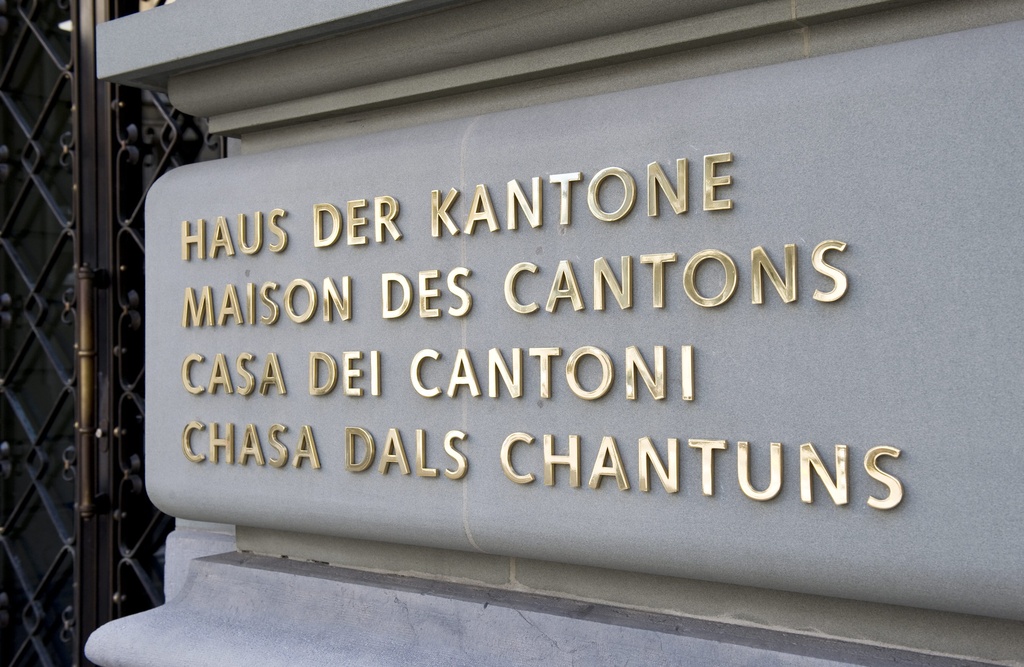 HAUS DER KANTONE
MAISON DES CANTONS
CASA DEI CANTONI
CHASA DALS CHANTUNS